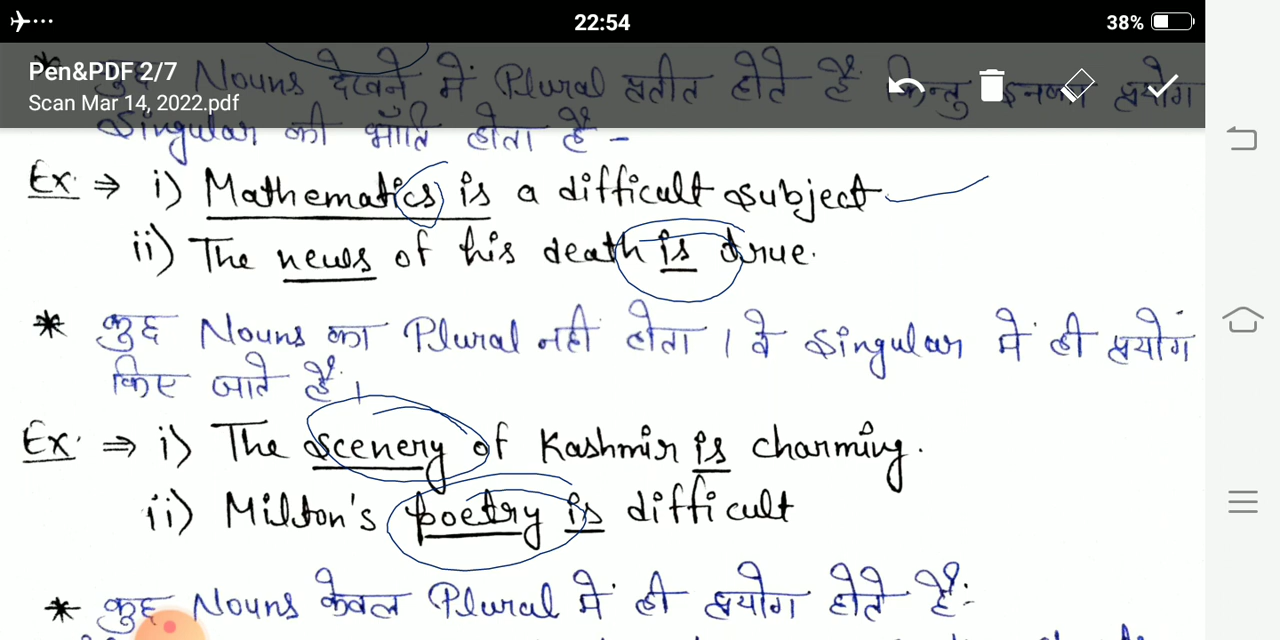 22:54 38%
Pen&PDF 2/7
Scan Mar 14, 2022.pdf
* कुछ Nouns देखने में Plural प्रतीत होते हैं किन्तु इनका प्रयोग
Singular की भाँति होता है -
Ex. ⇒ i) Mathematics is a difficult subject
ii) The news of his death is true.
* कुछ Nouns का Plural नहीं होता। वे Singular में ही प्रयोग
किए जाते हैं।
Ex. ⇒ i) The scenery of Kashmir is charming.
ii) Milton's poetry is difficult
* कुछ Nouns केवल Plural में ही प्रयोग होते हैं: